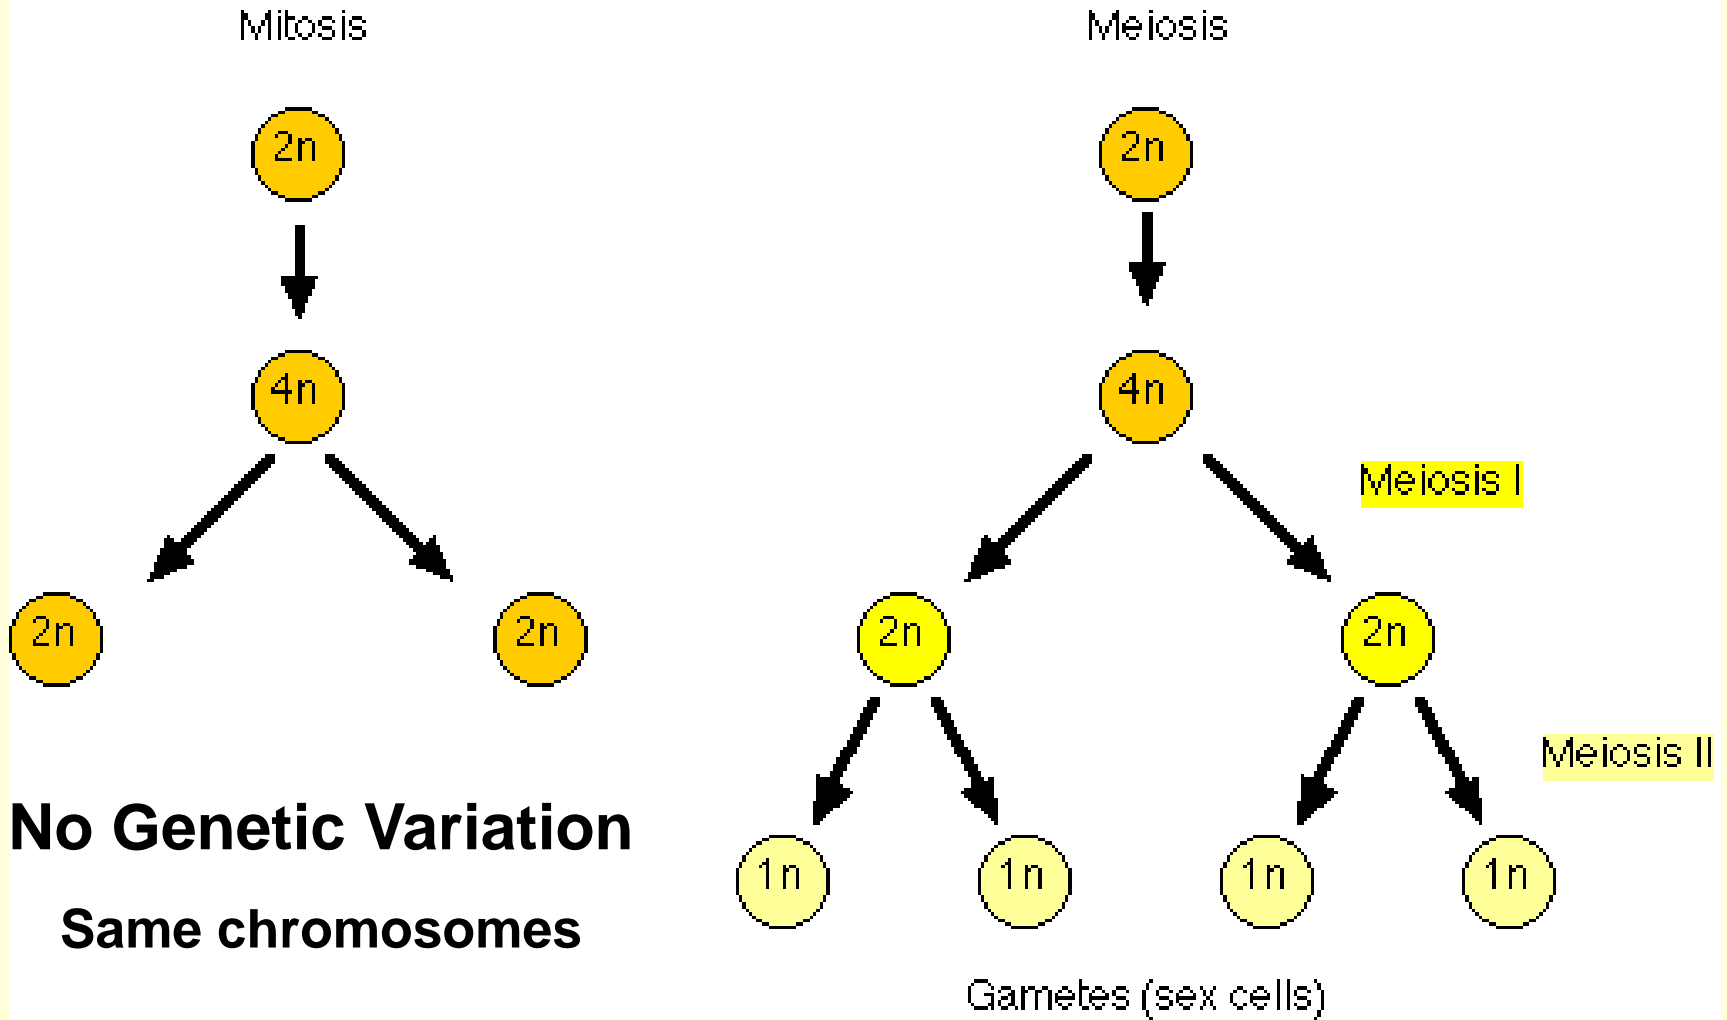 Mitosis
2n
4n
2n 2n
No Genetic Variation
Same chromosomes
Meiosis
2n
4n
Meiosis I
2n 2n
Meiosis II
1n 1n 1n 1n
Gametes (sex cells)